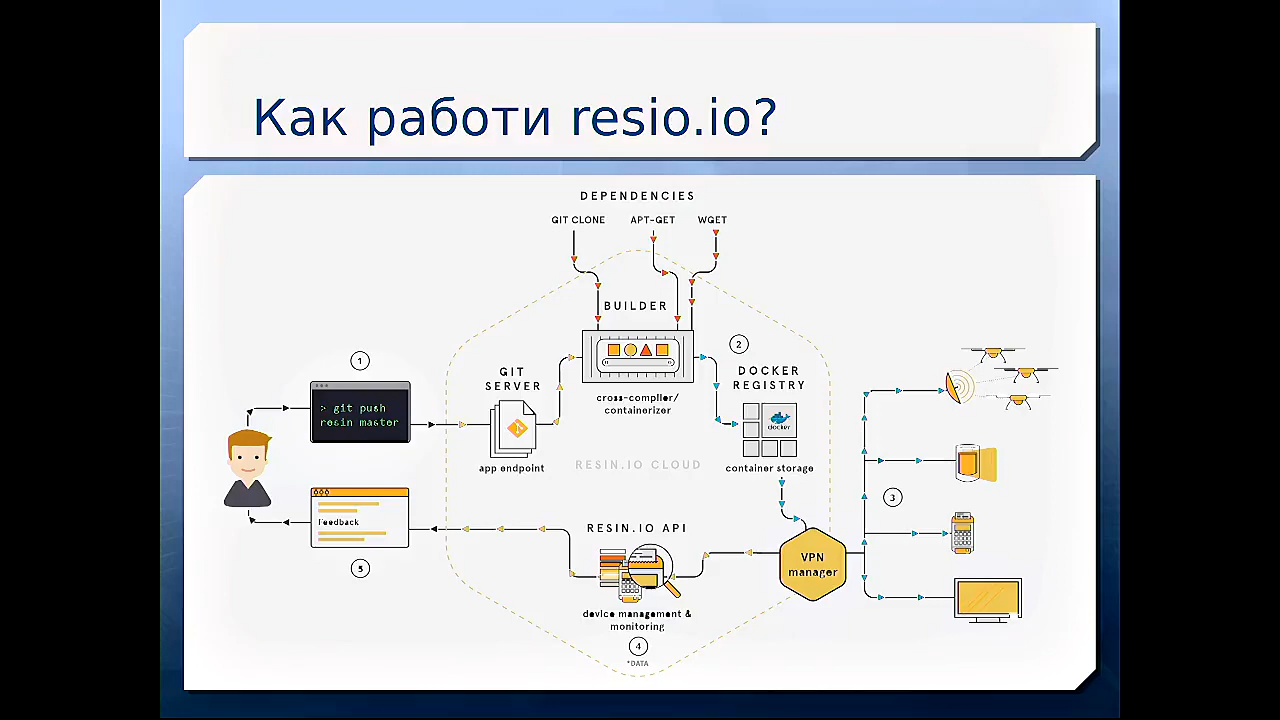 Как работи resio.io?
DEPENDENCIES
GIT CLONE APT-GET WGET
BUILDER
1
2
GIT
SERVER
DOCKER
REGISTRY
cross-compiler/
containerizer
> git push
resin master
docker
app endpoint
RESIN.IO CLOUD
container storage
3
Feedback
RESIN.IO API
VPN
manager
5
device management &
monitoring
4
*DATA